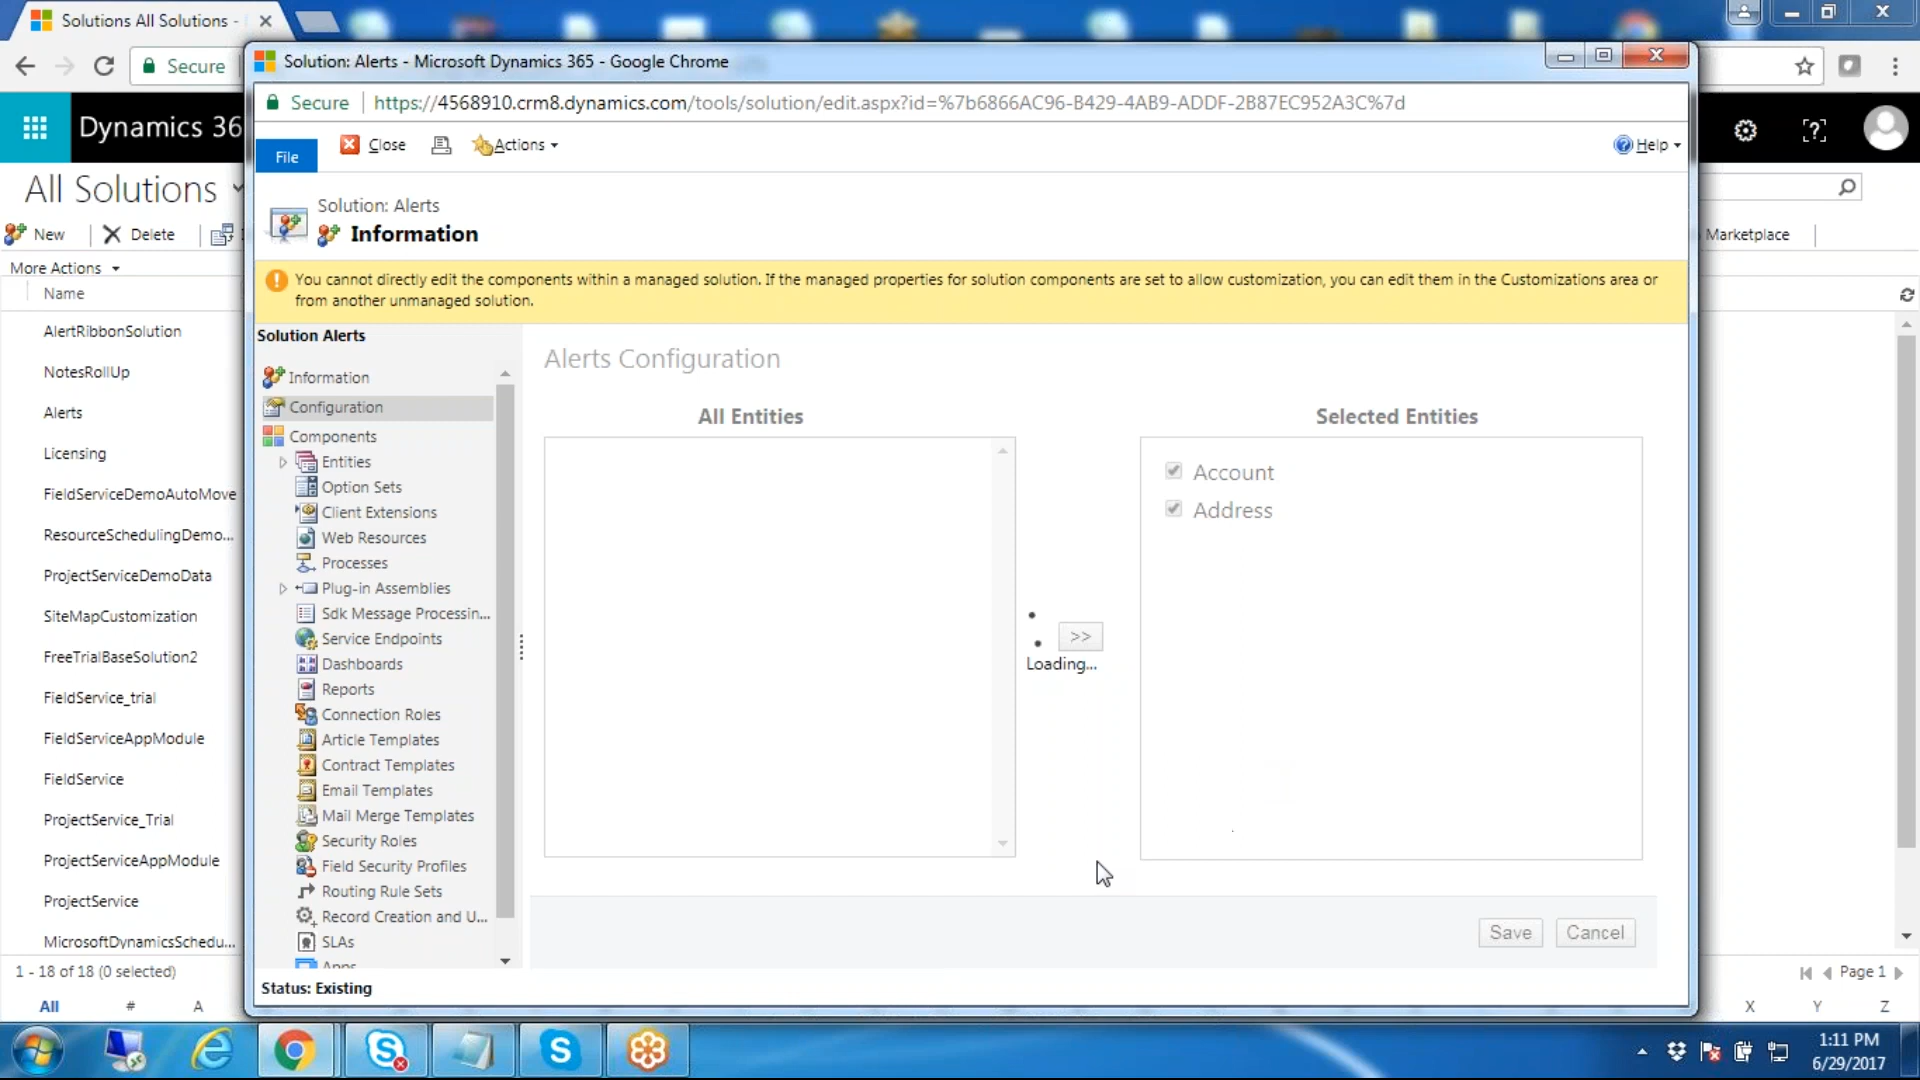 Solutions All Solutions -
Secure
Solution: Alerts - Microsoft Dynamics 365 - Google Chrome
Secure https://4568910.crm8.dynamics.com/tools/solution/edit.aspx?id=%7b6866AC96-B429-4AB9-ADDF-2B87EC952A3C%7d
Dynamics 36
File
Close
Actions
Help
All Solutions
Solution: Alerts
Information
New
Delete
Marketplace
More Actions
You cannot directly edit the components within a managed solution. If the managed properties for solution components are set to allow customization, you can edit them in the Customizations area or
from another unmanaged solution.
Name
AlertRibbonSolution
NotesRollUp
Alerts
Licensing
FieldServiceDemoAutoMove
ResourceSchedulingDemo...
ProjectServiceDemoData
SiteMapCustomization
FreeTrialBaseSolution2
FieldService_trial
FieldServiceAppModule
FieldService
ProjectService_Trial
ProjectServiceAppModule
ProjectService
MicrosoftDynamicsSchedu...
Solution Alerts
Information
Configuration
Components
Entities
Option Sets
Client Extensions
Web Resources
Processes
Plug-in Assemblies
Sdk Message Processin...
Service Endpoints
Dashboards
Reports
Connection Roles
Article Templates
Contract Templates
Email Templates
Mail Merge Templates
Security Roles
Field Security Profiles
Routing Rule Sets
Record Creation and U...
SLAs
Apps
Alerts Configuration
All Entities
Selected Entities
Account
Address
>>
Loading...
Save
Cancel
Status: Existing
1 - 18 of 18 (0 selected)
Page 1
All # A
X Y Z
1:11 PM
6/29/2017